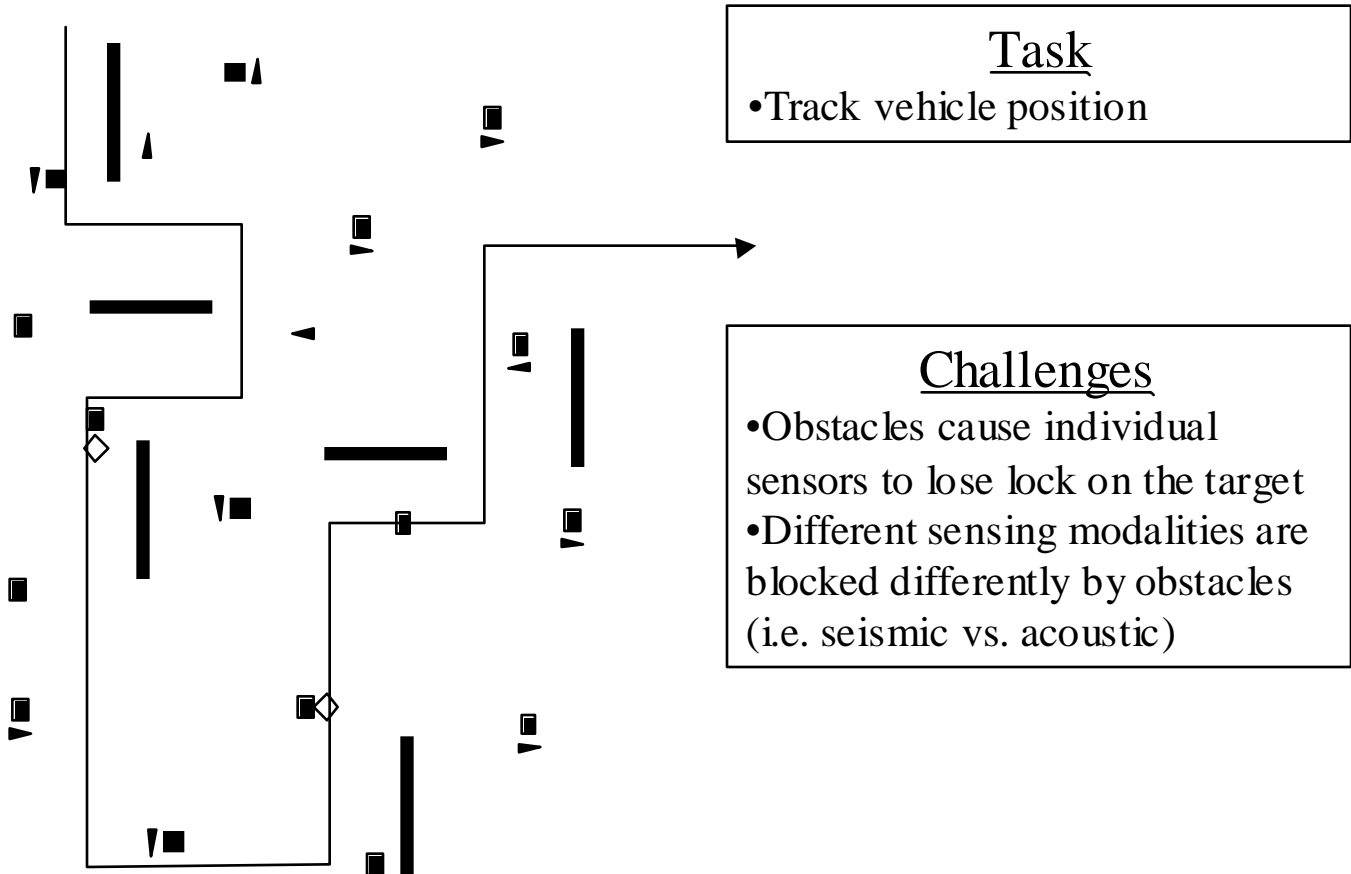 Task
•Track vehicle position
Challenges
•Obstacles cause individual
sensors to lose lock on the target
•Different sensing modalities are
blocked differently by obstacles
(i.e. seismic vs. acoustic)